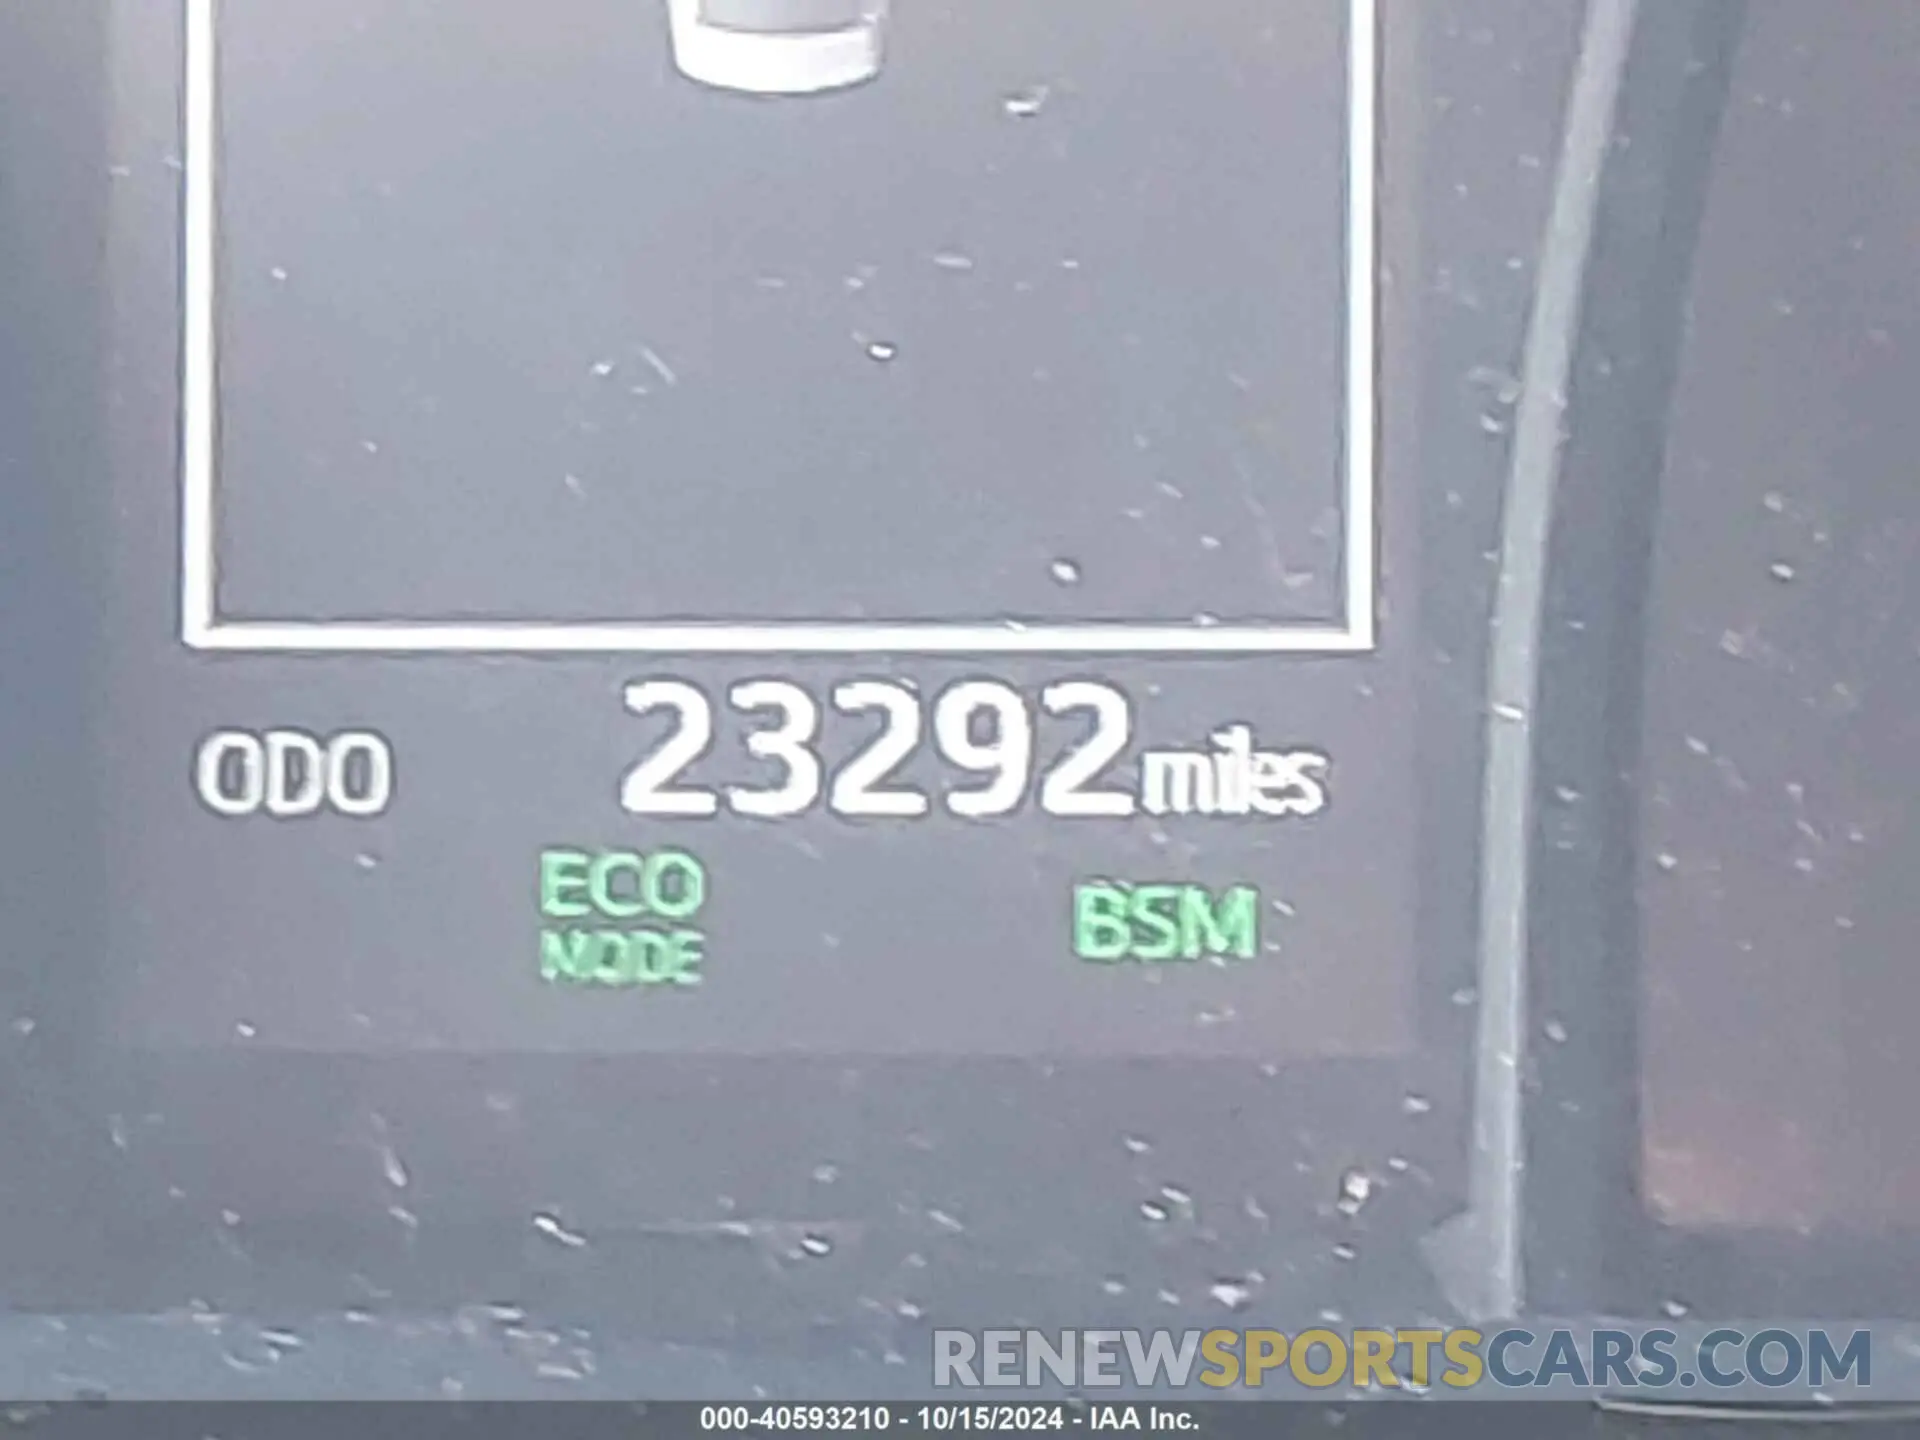 ODO 23292 miles
ECO
MODE
BSM
RENEWSPORTSCARS.COM
000-40593210 - 10/15/2024 - IAA Inc.